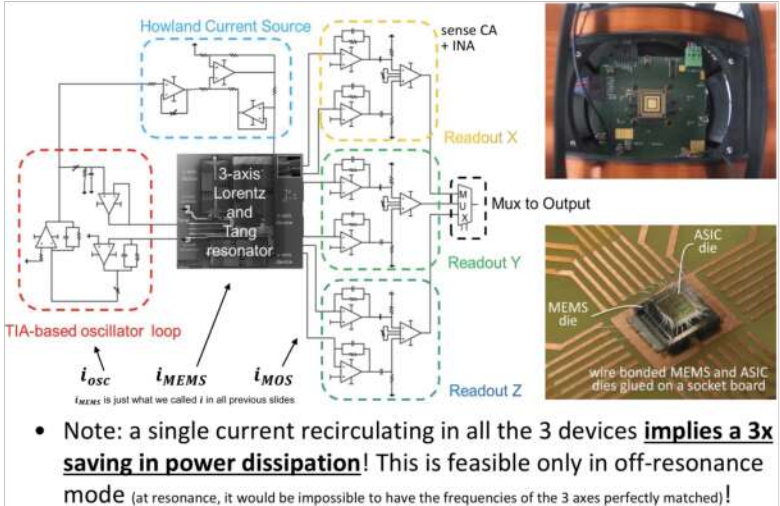 Howland Current Source
sense CA
+ INA
Readout X
3-axis
Lorentz
and
Tang
resonator
M
U
X
Mux to Output
Readout Y
TIA-based oscillator loop
Readout Z
i_osc
i_MEMS
i_MOS
i_MEMS is just what we called i in all previous slides
ASIC
die
MEMS
die
wire bonded MEMS and ASIC
dies glued on a socket board
• Note: a single current recirculating in all the 3 devices implies a 3x
saving in power dissipation! This is feasible only in off-resonance
mode (at resonance, it would be impossible to have the frequencies of the 3 axes perfectly matched)!